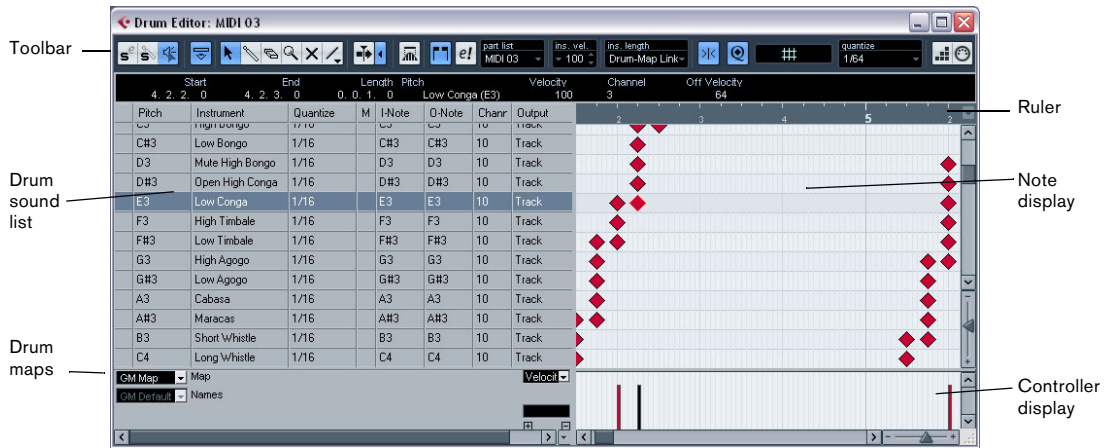 Drum Editor: MIDI 03
Toolbar
part list
MIDI 03
ins. vel.
100
ins. length
Drum-Map Link
quantize
1/64
Start End Length Pitch Velocity Channel Off Velocity
4. 2. 2. 0 4. 2. 3. 0 0. 0. 1. 0 Low Conga (E3) 100 3 64
Ruler
2 3 4 5 2
Pitch Instrument Quantize M I-Note O-Note Chanr Output
C3 High Bongo 1/16 C3 C3 10 Track
C#3 Low Bongo 1/16 C#3 C#3 10 Track
D3 Mute High Bongo 1/16 D3 D3 10 Track
D#3 Open High Conga 1/16 D#3 D#3 10 Track
E3 Low Conga 1/16 E3 E3 10 Track
F3 High Timbale 1/16 F3 F3 10 Track
F#3 Low Timbale 1/16 F#3 F#3 10 Track
G3 High Agogo 1/16 G3 G3 10 Track
G#3 Low Agogo 1/16 G#3 G#3 10 Track
A3 Cabasa 1/16 A3 A3 10 Track
A#3 Maracas 1/16 A#3 A#3 10 Track
B3 Short Whistle 1/16 B3 B3 10 Track
C4 Long Whistle 1/16 C4 C4 10 Track
Drum
sound
list
Note
display
Drum
maps
GM Map Map Velocit
GM Default Names
Controller
display